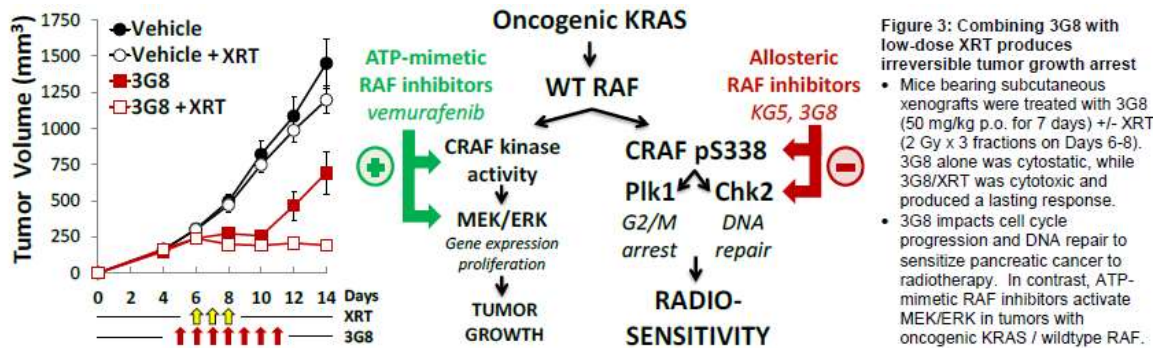 Tumor Volume (mm³)
1750
1500
1250
1000
750
500
250
0
Vehicle
Vehicle + XRT
3G8
3G8 + XRT
0 2 4 6 8 10 12 14 Days
XRT
3G8
Oncogenic KRAS
WT RAF
ATP-mimetic
RAF inhibitors
vemurafenib
+
CRAF kinase
activity
MEK/ERK
Gene expression
proliferation
TUMOR
GROWTH
Allosteric
RAF inhibitors
KG5, 3G8
−
CRAF pS338
Plk1 Chk2
G2/M DNA
arrest repair
RADIO-
SENSITIVITY
Figure 3: Combining 3G8 with
low-dose XRT produces
irreversible tumor growth arrest
• Mice bearing subcutaneous
xenografts were treated with 3G8
(50 mg/kg p.o. for 7 days) +/- XRT
(2 Gy x 3 fractions on Days 6-8).
3G8 alone was cytostatic, while
3G8/XRT was cytotoxic and
produced a lasting response.
• 3G8 impacts cell cycle
progression and DNA repair to
sensitize pancreatic cancer to
radiotherapy. In contrast, ATP-
mimetic RAF inhibitors activate
MEK/ERK in tumors with
oncogenic KRAS / wildtype RAF.